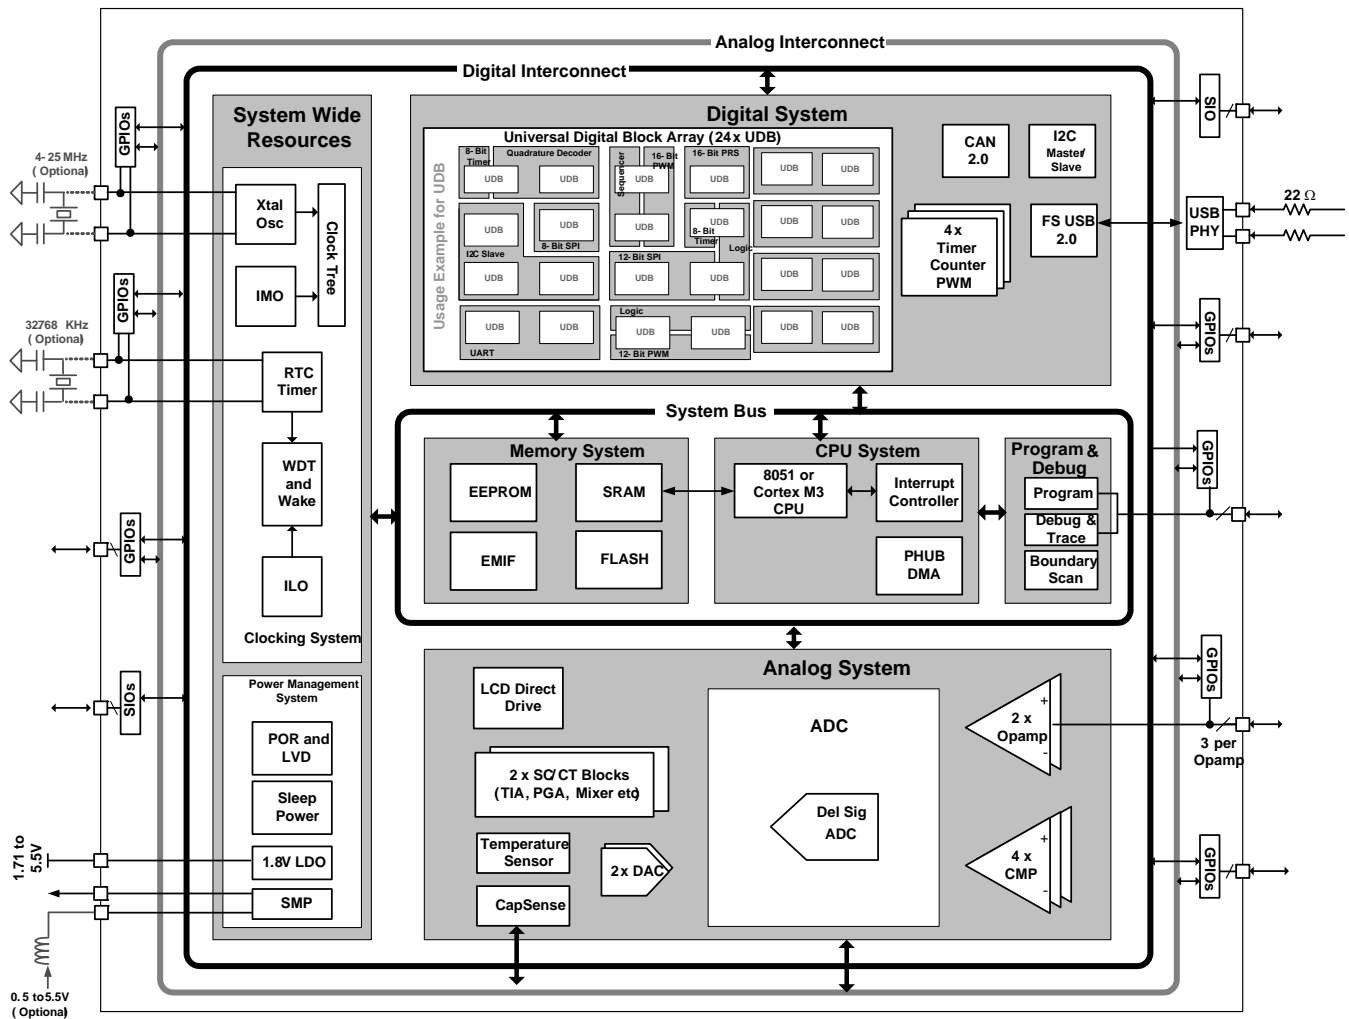 Analog Interconnect
Digital Interconnect
System Wide
Resources
4-25 MHz
(Optional)
GPIOs
Xtal
Osc
Clock Tree
IMO
32768 KHz
(Optional)
GPIOs
RTC
Timer
WDT
and
Wake
ILO
Clocking System
GPIOs
SIOs
Power Management
System
POR and
LVD
Sleep
Power
1.8V LDO
SMP
1.71 to
5.5V
0.5 to 5.5V
(Optional)
Digital System
Universal Digital Block Array (24x UDB)
Usage Example for UDB
8-Bit
Timer
Quadrature Decoder
Sequencer
16-Bit
PWM
16-Bit PRS
UDB UDB UDB UDB UDB UDB
UDB UDB UDB UDB UDB UDB
I2C Slave
8-Bit SPI
8-Bit
Timer
Logic
12-Bit SPI
UDB UDB UDB UDB UDB UDB
Logic
UDB UDB UDB UDB UDB UDB
UART
12-Bit PWM
CAN
2.0
I2C
Master/
Slave
4x
Timer
Counter
PWM
FS USB
2.0
System Bus
Memory System
EEPROM
SRAM
EMIF
FLASH
CPU System
8051 or
Cortex M3
CPU
Interrupt
Controller
PHUB
DMA
Program &
Debug
Program
Debug &
Trace
Boundary
Scan
Analog System
LCD Direct
Drive
2 x SC/CT Blocks
(TIA, PGA, Mixer etc)
Temperature
Sensor
CapSense
2x DAC
ADC
Del Sig
ADC
+
2 x
Opamp
-
+
4 x
CMP
-
SIO
USB
PHY
22 Ω
GPIOs
GPIOs
GPIOs
3 per
Opamp
GPIOs